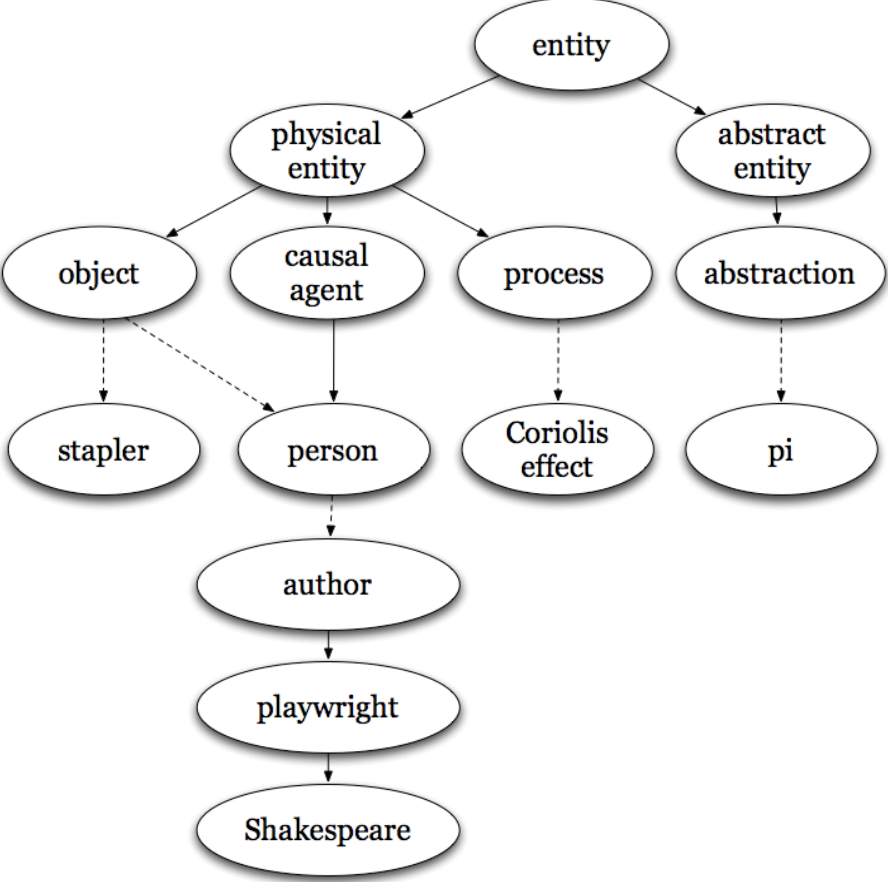 entity
physical
entity
abstract
entity
object
causal
agent
process
abstraction
stapler
person
Coriolis
effect
pi
author
playwright
Shakespeare